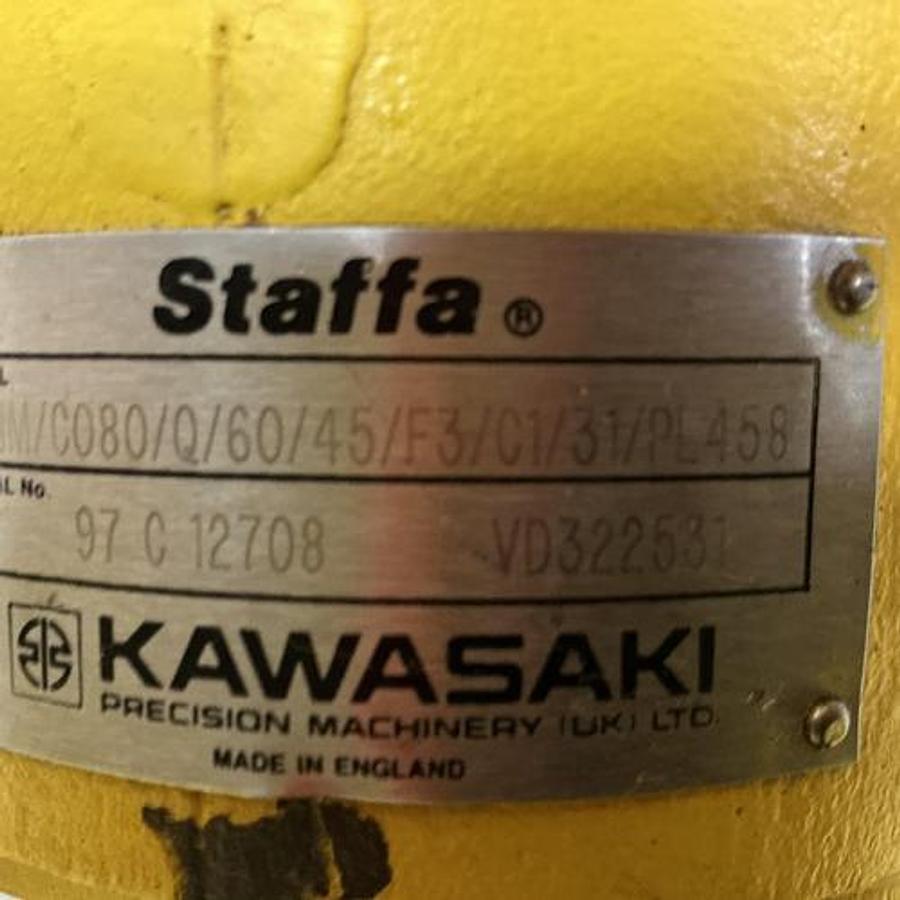 Staffa ®
M/C080/Q/60/45/F3/C1/31/PL458
L No
97 C 12708 VD322531
KAWASAKI
PRECISION MACHINERY (UK) LTD.
MADE IN ENGLAND